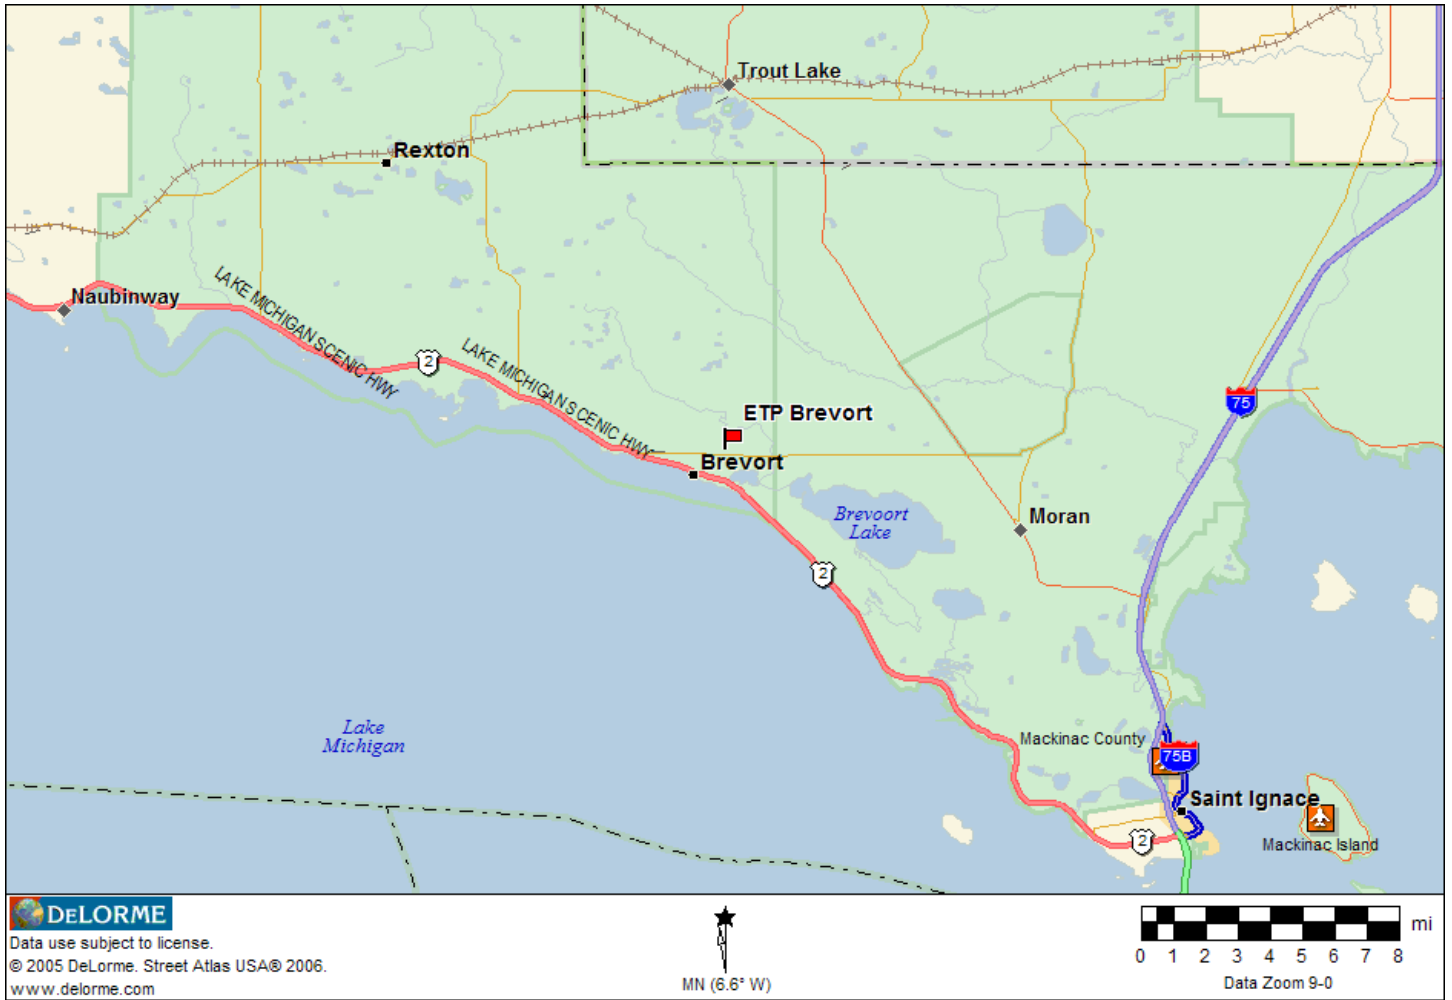 Trout Lake
Rexton
Naubinway
LAKE MICHIGAN SCENIC HWY
2
LAKE MICHIGAN SCENIC HWY
75
ETP Brevort
Brevort
Brevoort
Lake
Moran
2
Lake
Michigan
Mackinac County
75B
Saint Ignace
2
Mackinac Island
DELORME
Data use subject to license.
© 2005 DeLorme. Street Atlas USA® 2006.
www.delorme.com
MN (6.6° W)
mi
0 1 2 3 4 5 6 7 8
Data Zoom 9-0